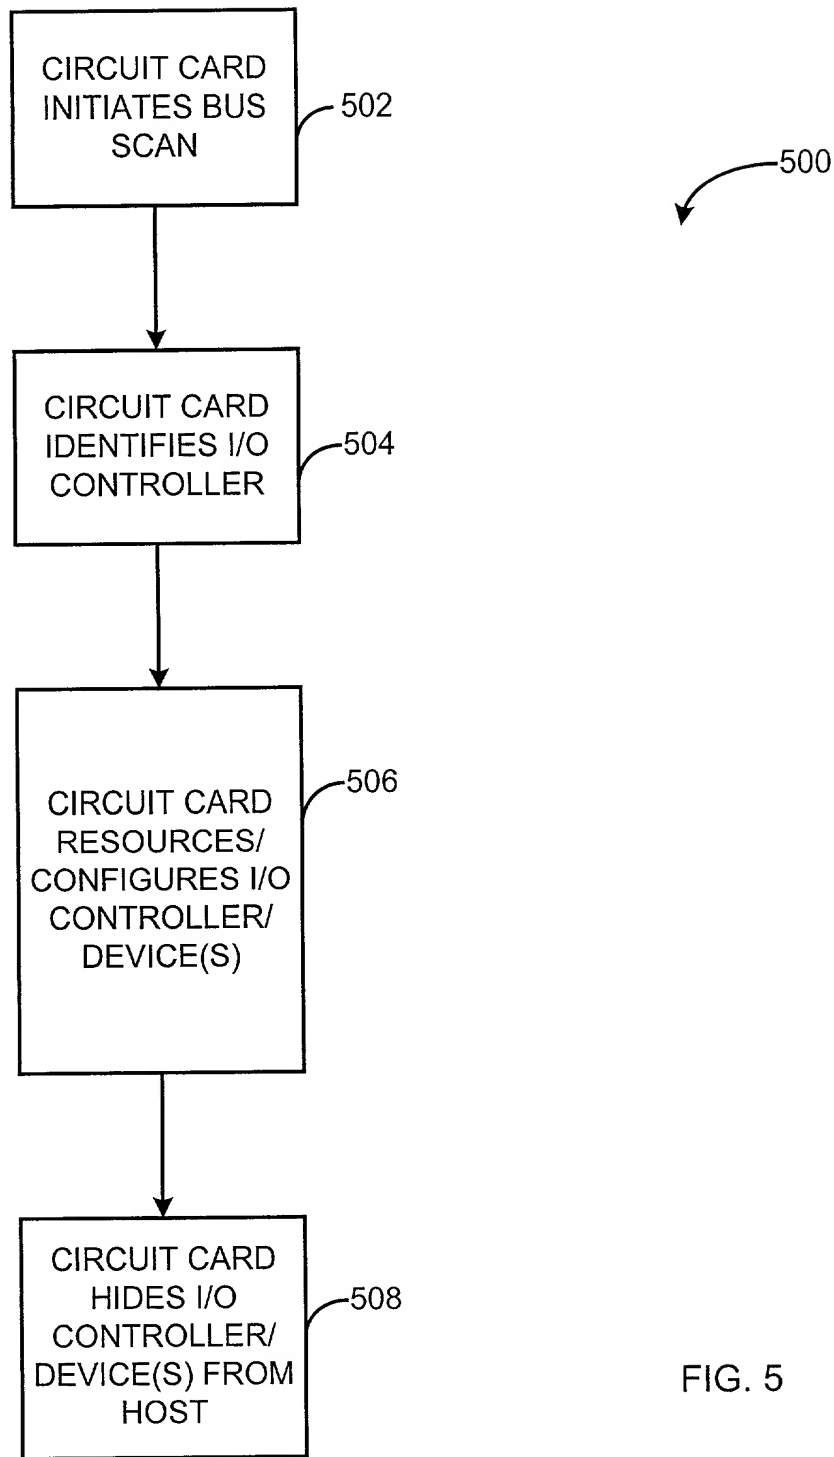 CIRCUIT CARD
INITIATES BUS
SCAN
502
500
CIRCUIT CARD
IDENTIFIES I/O
CONTROLLER
504
CIRCUIT CARD
RESOURCES/
CONFIGURES I/O
CONTROLLER/
DEVICE(S)
506
CIRCUIT CARD
HIDES I/O
CONTROLLER/
DEVICE(S) FROM
HOST
508
FIG. 5